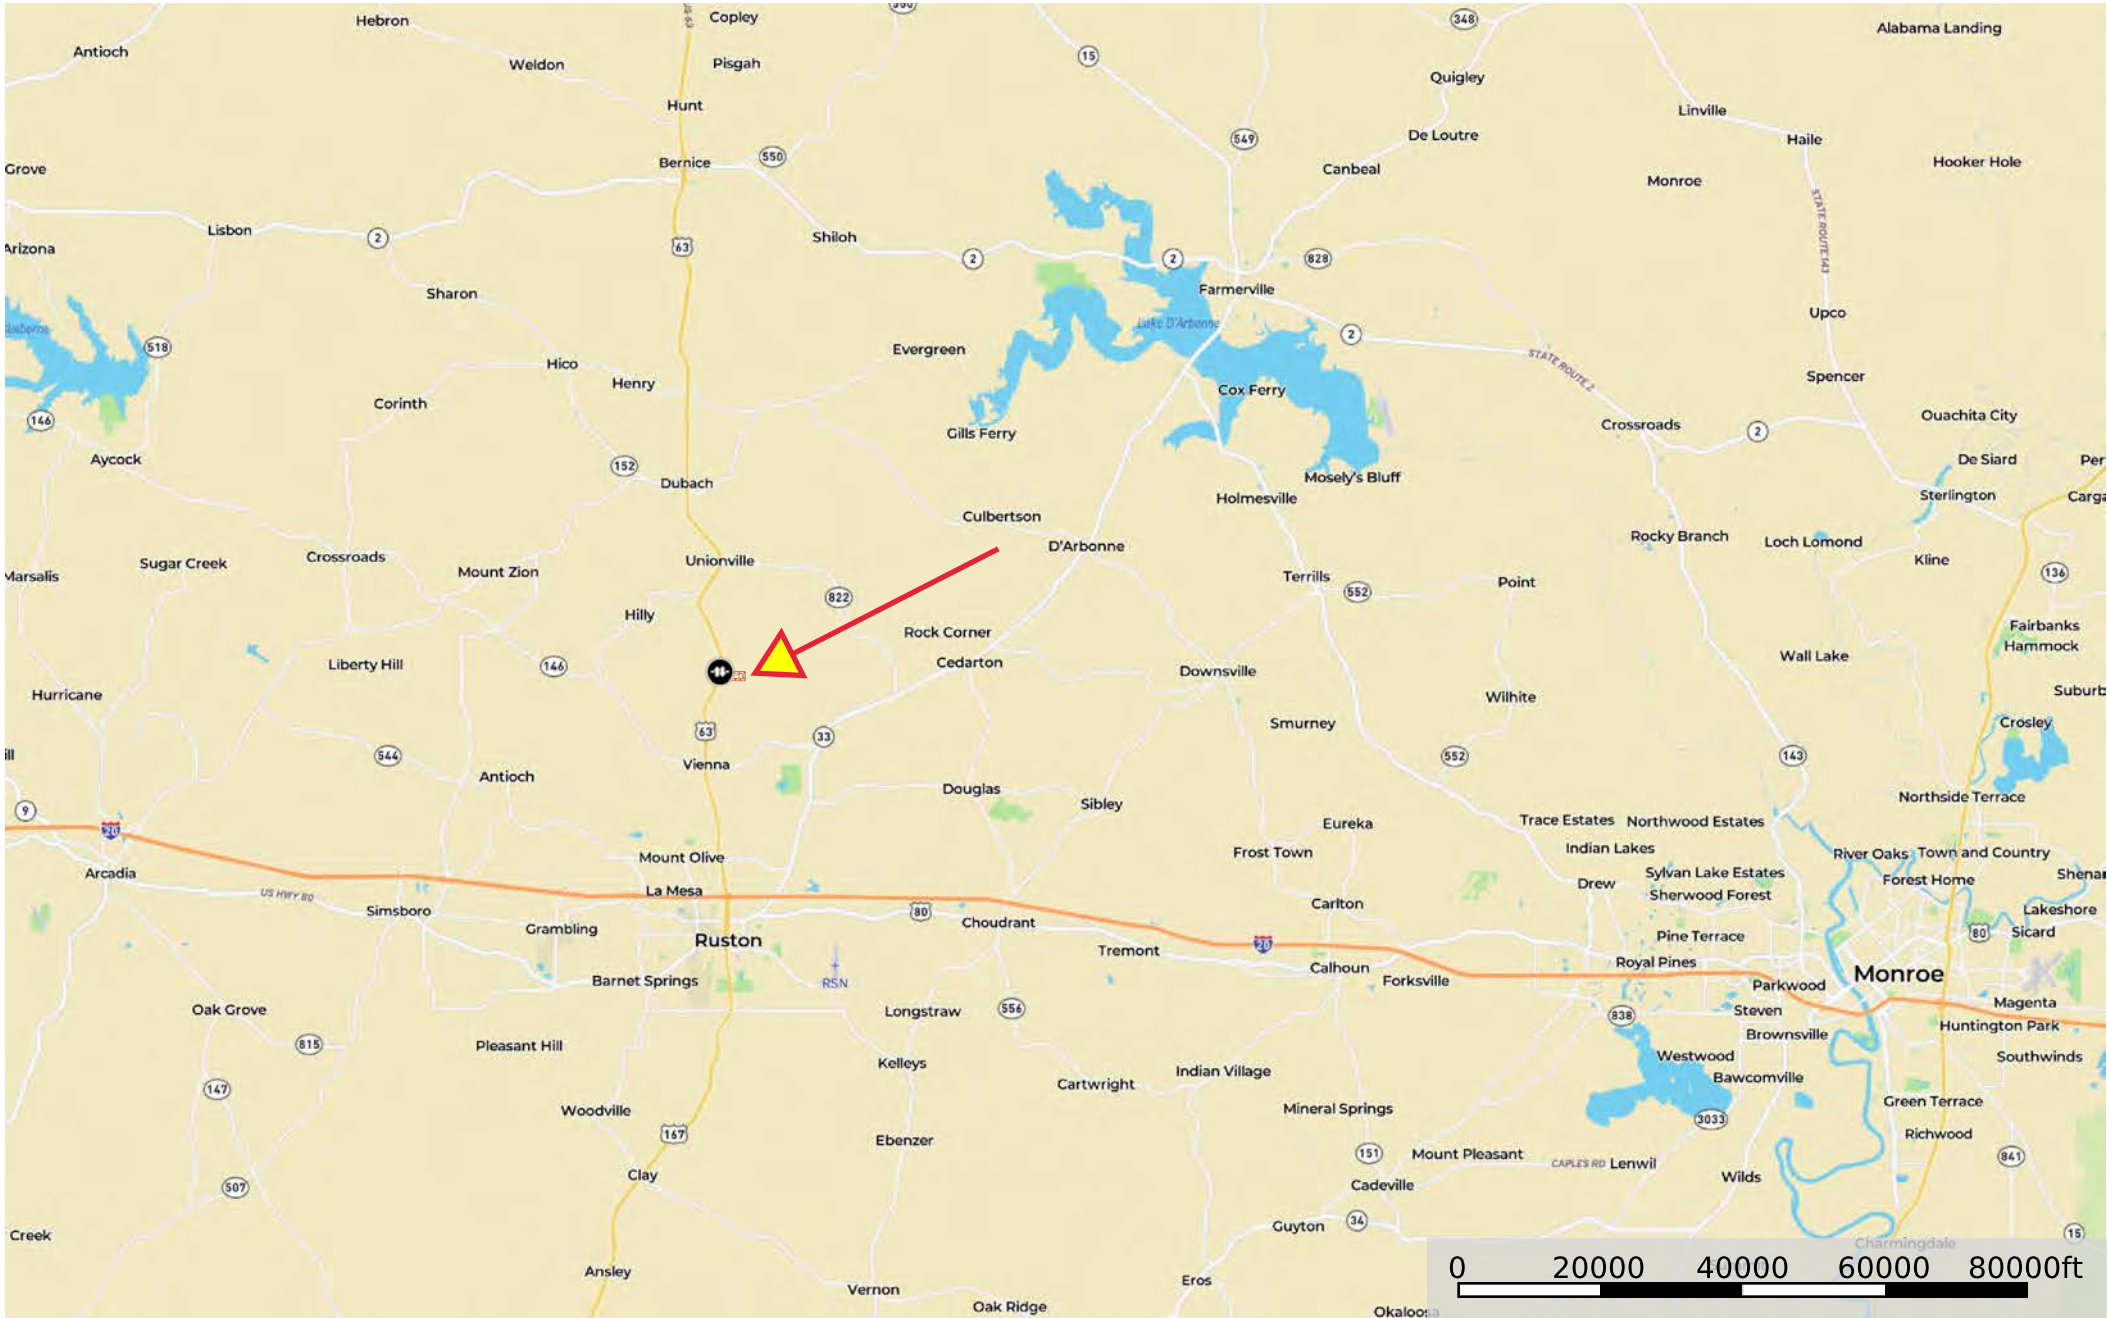 Hebron
Copley
550
348
Alabama Landing
Antioch
US-63
15
Weldon
Pisgah
Quigley
Hunt
Linville
De Loutre
549
Haile
Bernice
550
Canbeal
Hooker Hole
Grove
Monroe
STATE ROUTE 143
Lisbon
2
Shiloh
63
Arizona
2
2
828
Sharon
Farmerville
Upco
Lake D'Arbonne
Claiborne
518
Evergreen
2
STATE ROUTE 2
Hico
Henry
Spencer
Cox Ferry
Corinth
146
Ouachita City
Gills Ferry
Crossroads
2
Aycock
152
De Siard
Per
Dubach
Mosely's Bluff
Holmesville
Sterlington
Carga
Culbertson
D'Arbonne
Rocky Branch
Loch Lomond
Sugar Creek
Crossroads
Unionville
Kline
Marsalis
Mount Zion
Terrills
552
Point
136
822
Hilly
Rock Corner
Fairbanks
Hammock
Liberty Hill
146
Cedarton
Downsville
Wall Lake
Hurricane
Wilhite
Suburb
63
33
Smurney
Crosley
ill
544
Vienna
552
143
Antioch
Douglas
Sibley
Northside Terrace
9
20
Eureka
Trace Estates
Northwood Estates
Mount Olive
Frost Town
Indian Lakes
River Oaks
Town and Country
Arcadia
La Mesa
Drew
Sylvan Lake Estates
Forest Home
Shenan
US HWY 80
Sherwood Forest
Simsboro
80
Choudrant
Carlton
Lakeshore
Grambling
Ruston
Tremont
20
Pine Terrace
80
Sicard
Barnet Springs
RSN
Calhoun
Forksville
Royal Pines
Monroe
Parkwood
Oak Grove
Longstraw
556
838
Steven
Magenta
Brownsville
Huntington Park
815
Pleasant Hill
Kelleys
Westwood
Southwinds
147
Cartwright
Indian Village
Bawcomville
Woodville
Mineral Springs
3033
Green Terrace
167
Ebenzer
Richwood
Clay
151
Mount Pleasant
CAPLES RD
Lenwil
841
507
Cadeville
Wilds
Creek
Guyton
34
15
Charmingdale
Ansley
Vernon
Eros
Oak Ridge
Okaloosa
0 20000 40000 60000 80000ft